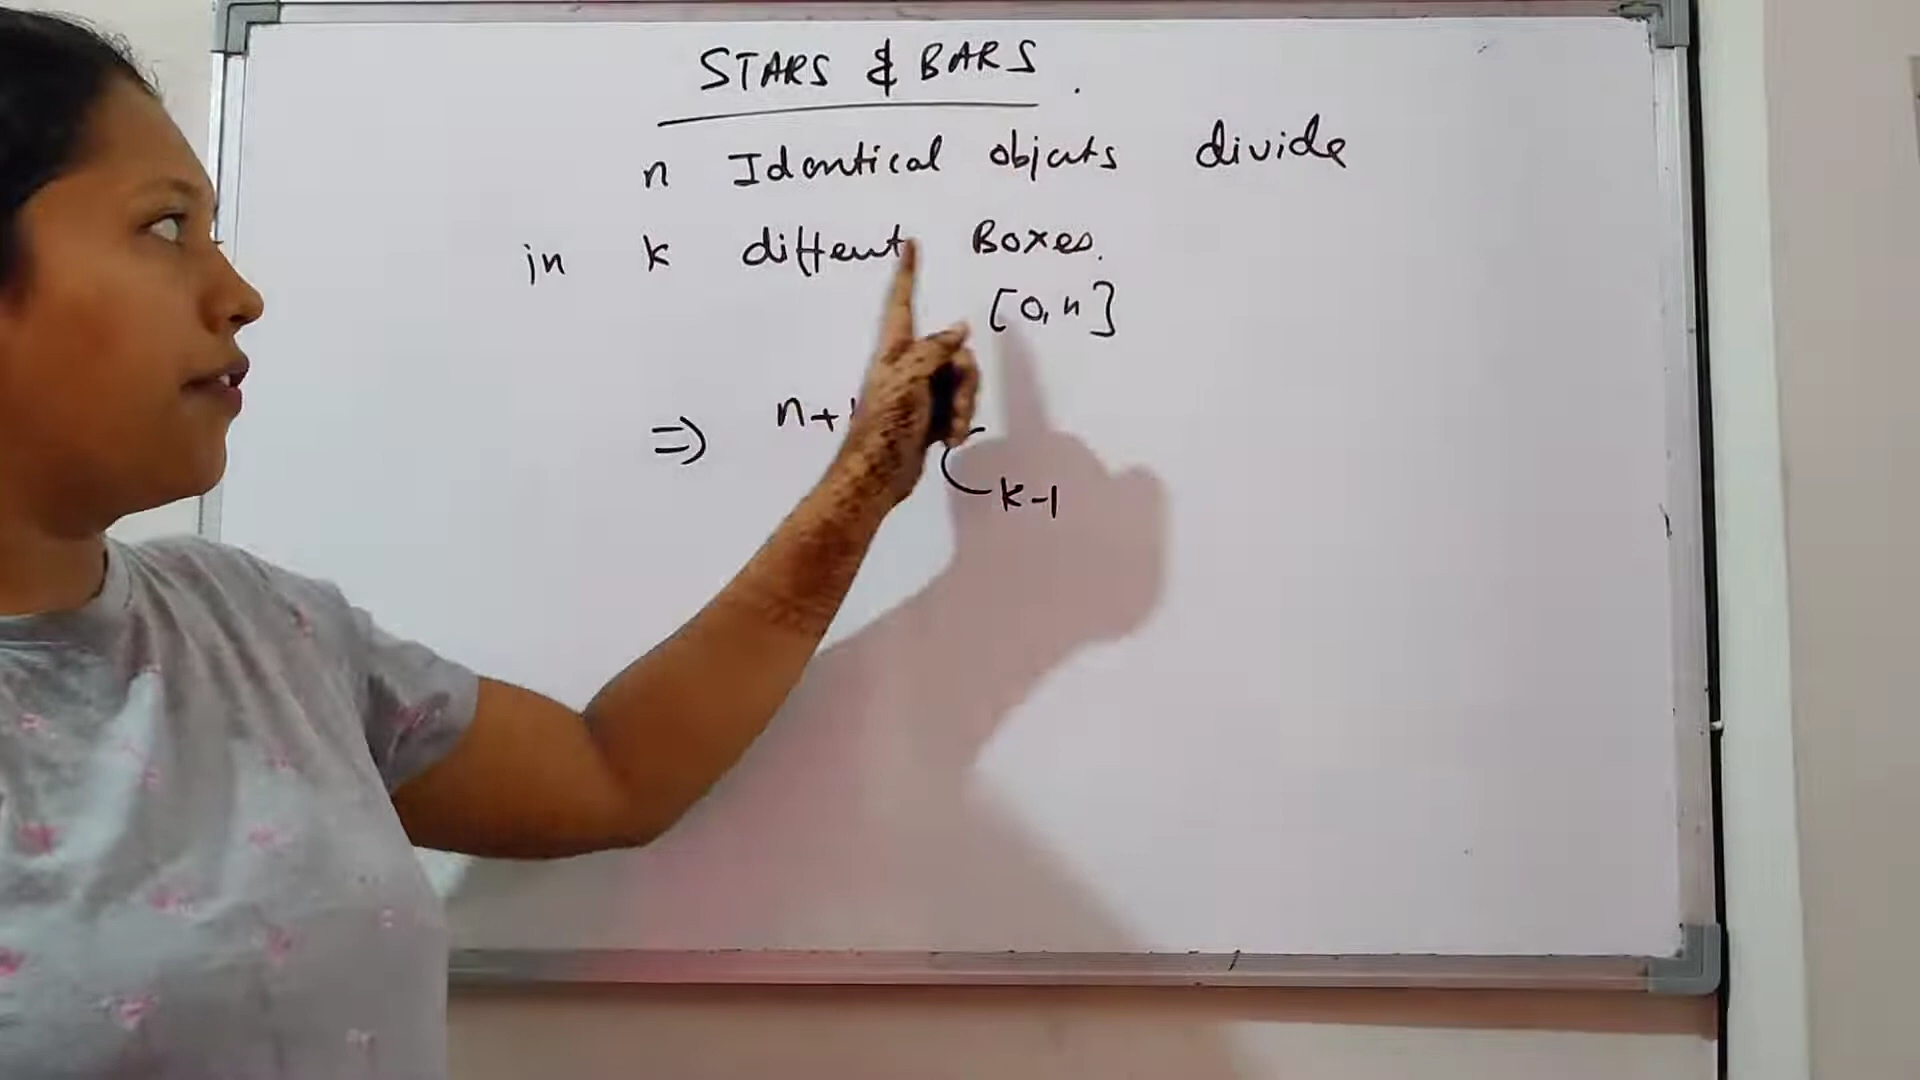 STARS & BARS.
n Identical objects divide
in k diffent Boxes.
[0, n]
=> n+ C k-1